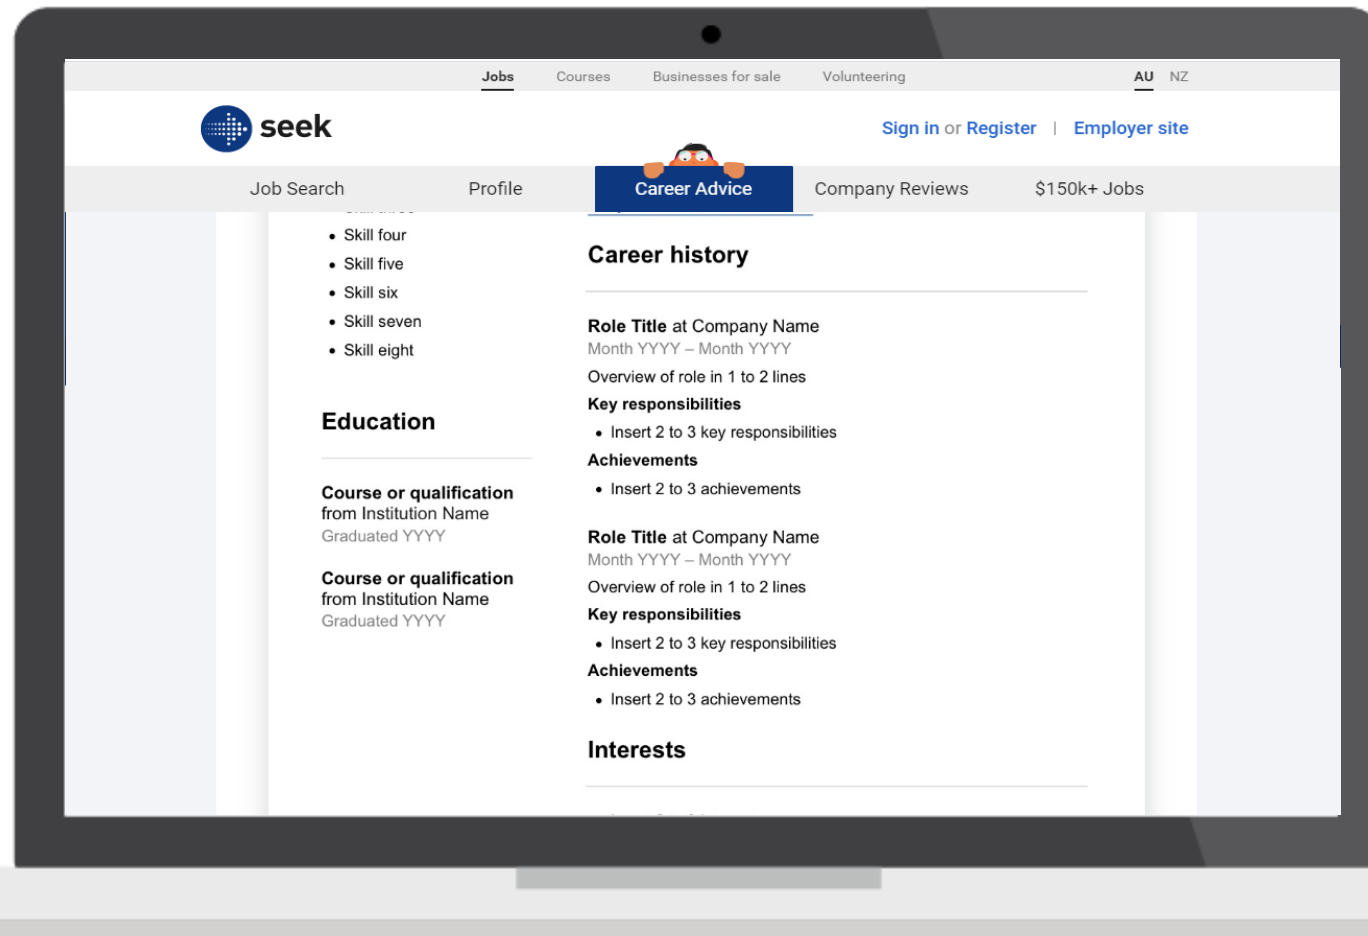 Jobs Courses Businesses for sale Volunteering AU NZ
seek
Sign in or Register | Employer site
Job Search Profile Career Advice Company Reviews $150k+ Jobs
• Skill four
• Skill five
• Skill six
• Skill seven
• Skill eight
Education
Course or qualification
from Institution Name
Graduated YYYY
Course or qualification
from Institution Name
Graduated YYYY
Career history
Role Title at Company Name
Month YYYY – Month YYYY
Overview of role in 1 to 2 lines
Key responsibilities
• Insert 2 to 3 key responsibilities
Achievements
• Insert 2 to 3 achievements
Role Title at Company Name
Month YYYY – Month YYYY
Overview of role in 1 to 2 lines
Key responsibilities
• Insert 2 to 3 key responsibilities
Achievements
• Insert 2 to 3 achievements
Interests